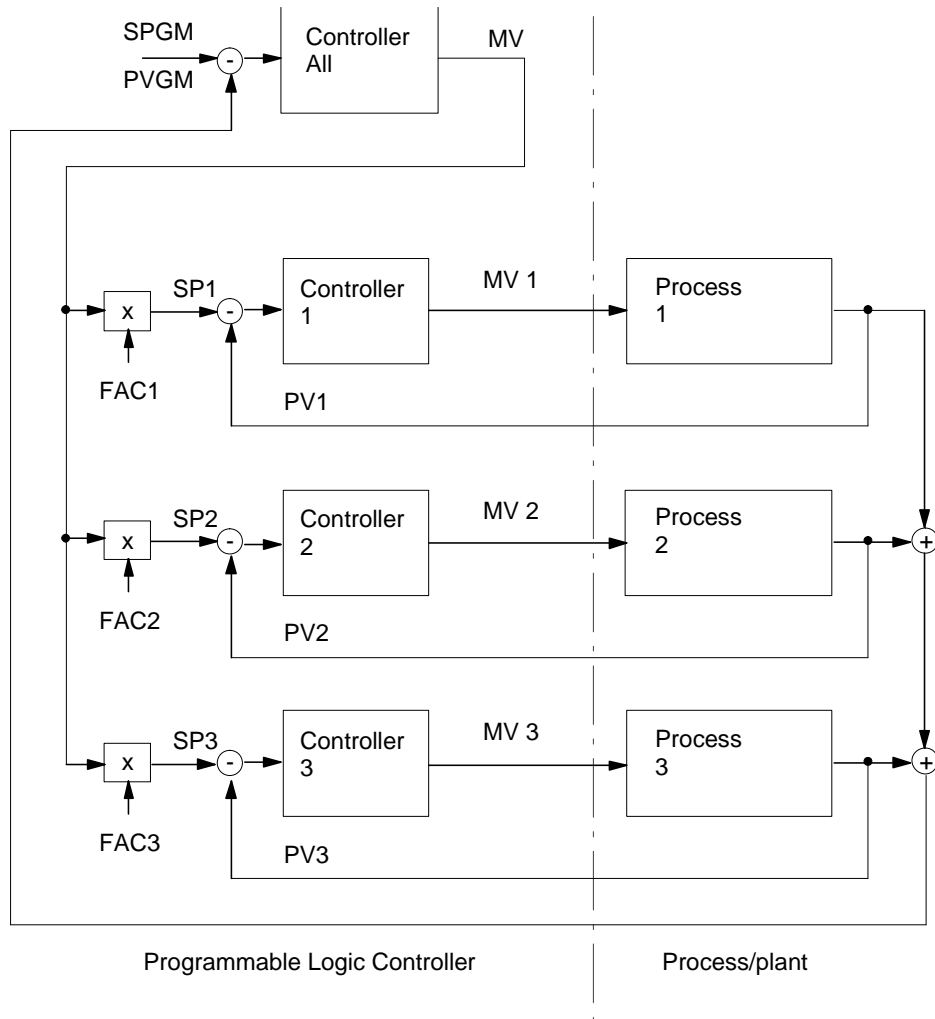 SPGM
PVGM
-
Controller
All
MV
x
SP1
-
Controller
1
MV 1
Process
1
FAC1
PV1
x
SP2
-
Controller
2
MV 2
Process
2
+
FAC2
PV2
x
SP3
-
Controller
3
MV 3
Process
3
+
FAC3
PV3
Programmable Logic Controller
Process/plant